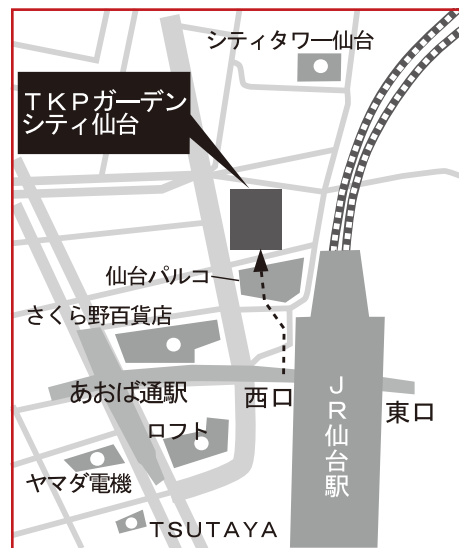 シティタワー仙台
ＴＫＰガーデン
シティ仙台
仙台パルコ
さくら野百貨店
あおば通駅
西口
ＪＲ仙台駅
東口
ロフト
ヤマダ電機
TSUTAYA